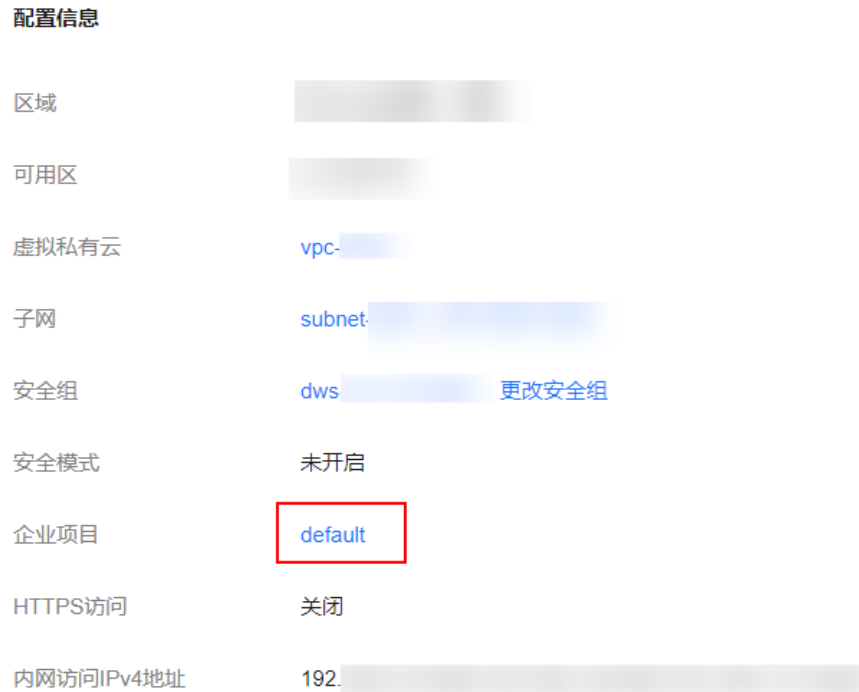 配置信息
区域
可用区
虚拟私有云 vpc-
子网 subnet-
安全组 dws- 更改安全组
安全模式 未开启
企业项目 default
HTTPS访问 关闭
内网访问IPv4地址 192.